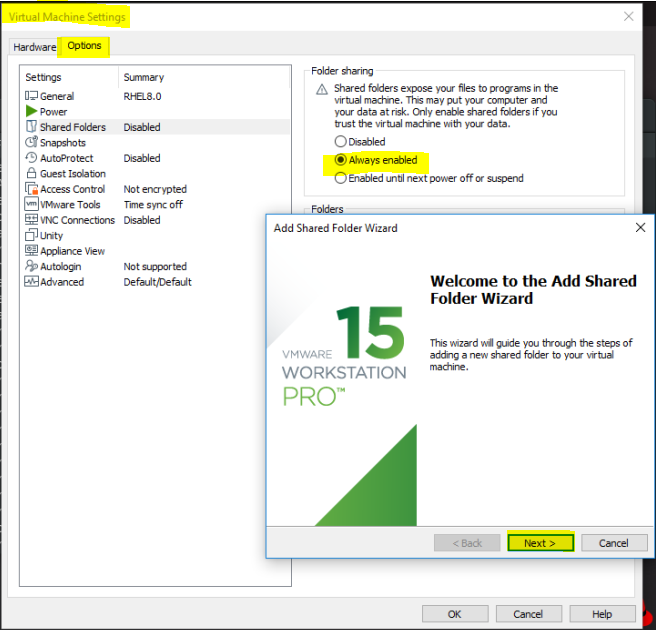 Virtual Machine Settings
Hardware Options
Settings Summary
General RHEL8.0
Power
Shared Folders Disabled
Snapshots
AutoProtect Disabled
Guest Isolation
Access Control Not encrypted
vm VMware Tools Time sync off
VNC Connections Disabled
Unity
Appliance View
Autologin Not supported
Advanced Default/Default
Folder sharing
Shared folders expose your files to programs in the
virtual machine. This may put your computer and
your data at risk. Only enable shared folders if you
trust the virtual machine with your data.
Disabled
Always enabled
Enabled until next power off or suspend
Folders
Add Shared Folder Wizard
VMWARE 15
WORKSTATION
PRO™
Welcome to the Add Shared
Folder Wizard
This wizard will guide you through the steps of
adding a new shared folder to your virtual
machine.
< Back Next > Cancel
OK Cancel Help